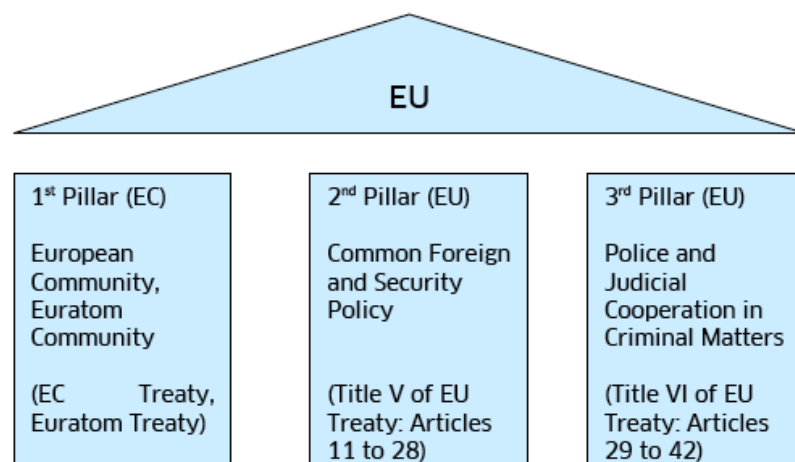 EU
1st Pillar (EC)
European
Community,
Euratom
Community
(EC Treaty,
Euratom Treaty)
2nd Pillar (EU)
Common Foreign
and Security
Policy
(Title V of EU
Treaty: Articles
11 to 28)
3rd Pillar (EU)
Police and
Judicial
Cooperation in
Criminal Matters
(Title VI of EU
Treaty: Articles
29 to 42)